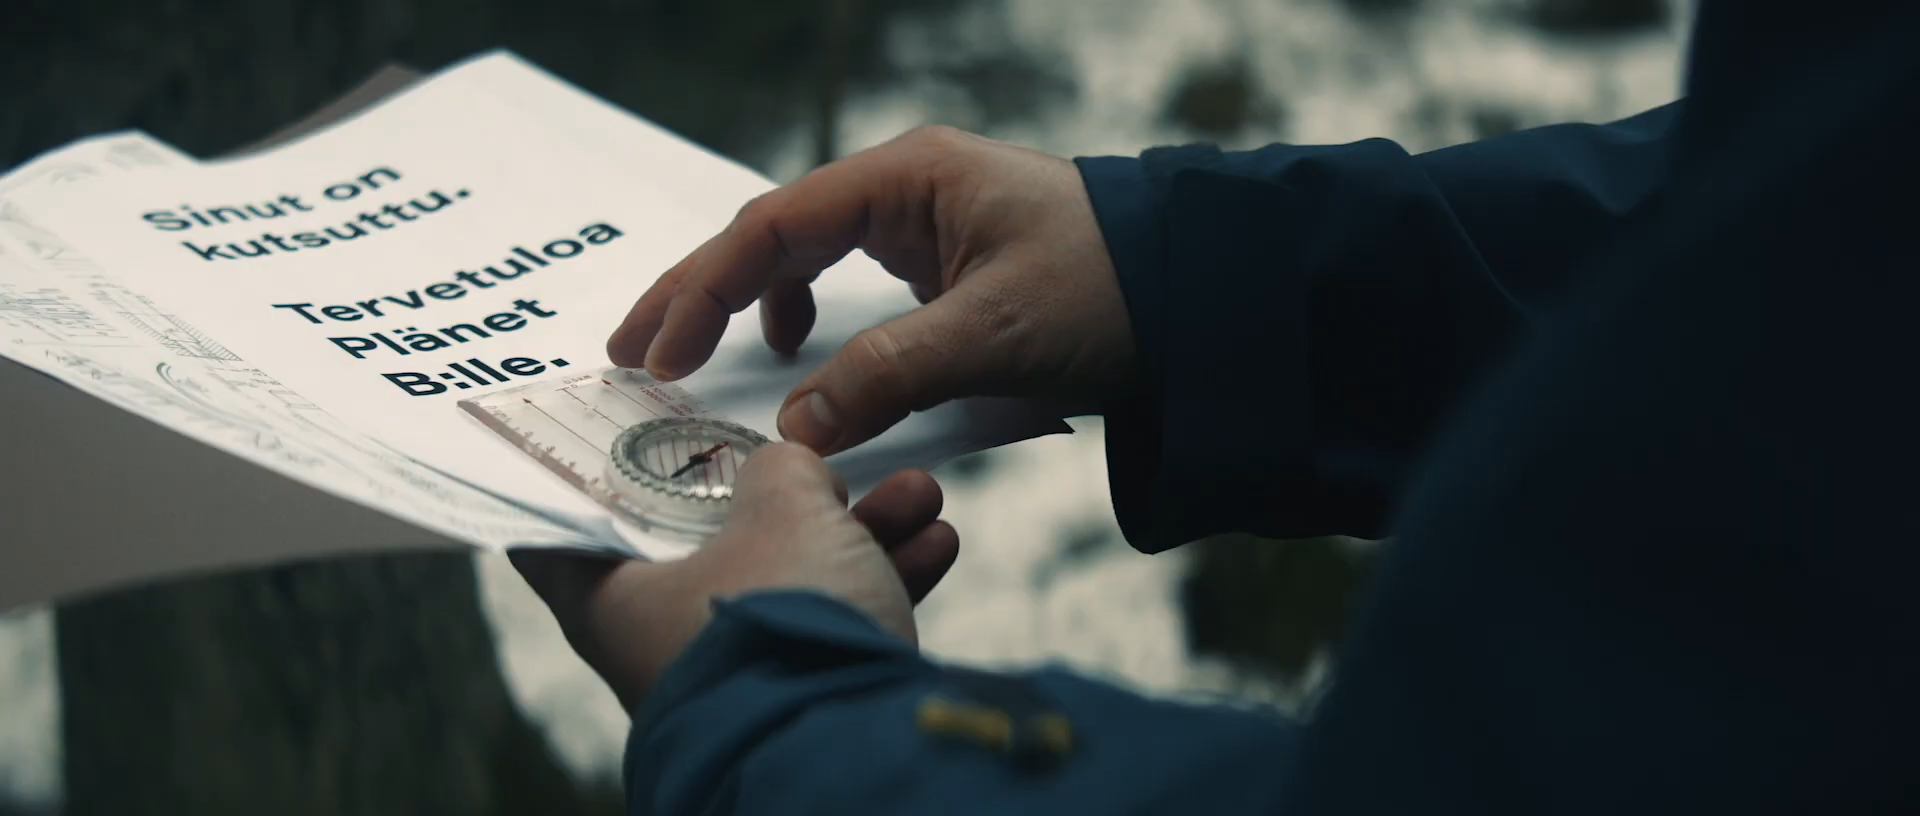 Sinut on
kutsuttu.
Tervetuloa
Plänet
B:lle.